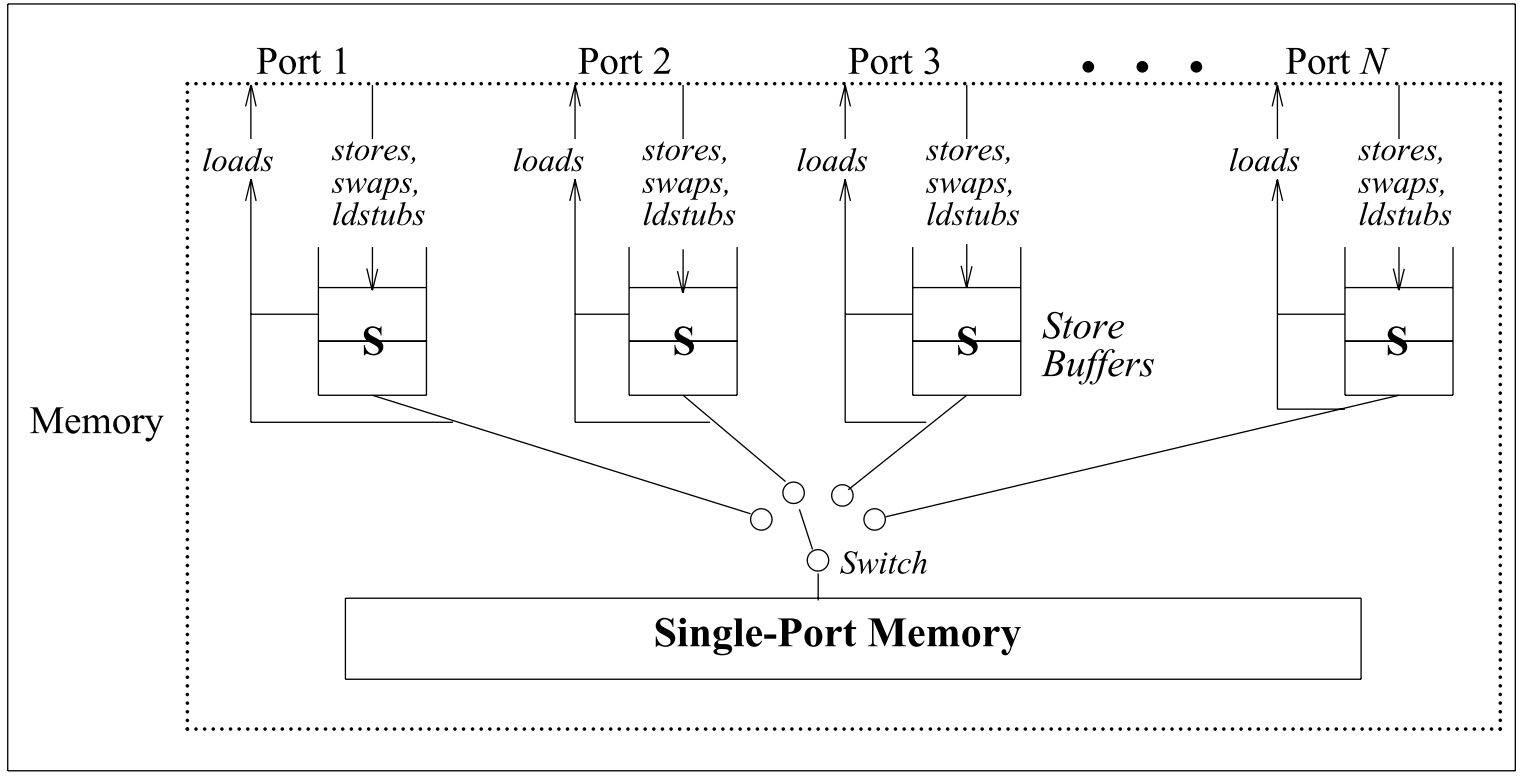 Port 1
Port 2
Port 3
• • •
Port N
loads
stores,
swaps,
ldstubs
loads
stores,
swaps,
ldstubs
loads
stores,
swaps,
ldstubs
loads
stores,
swaps,
ldstubs
S
S
S
S
Store
Buffers
Memory
Switch
Single-Port Memory